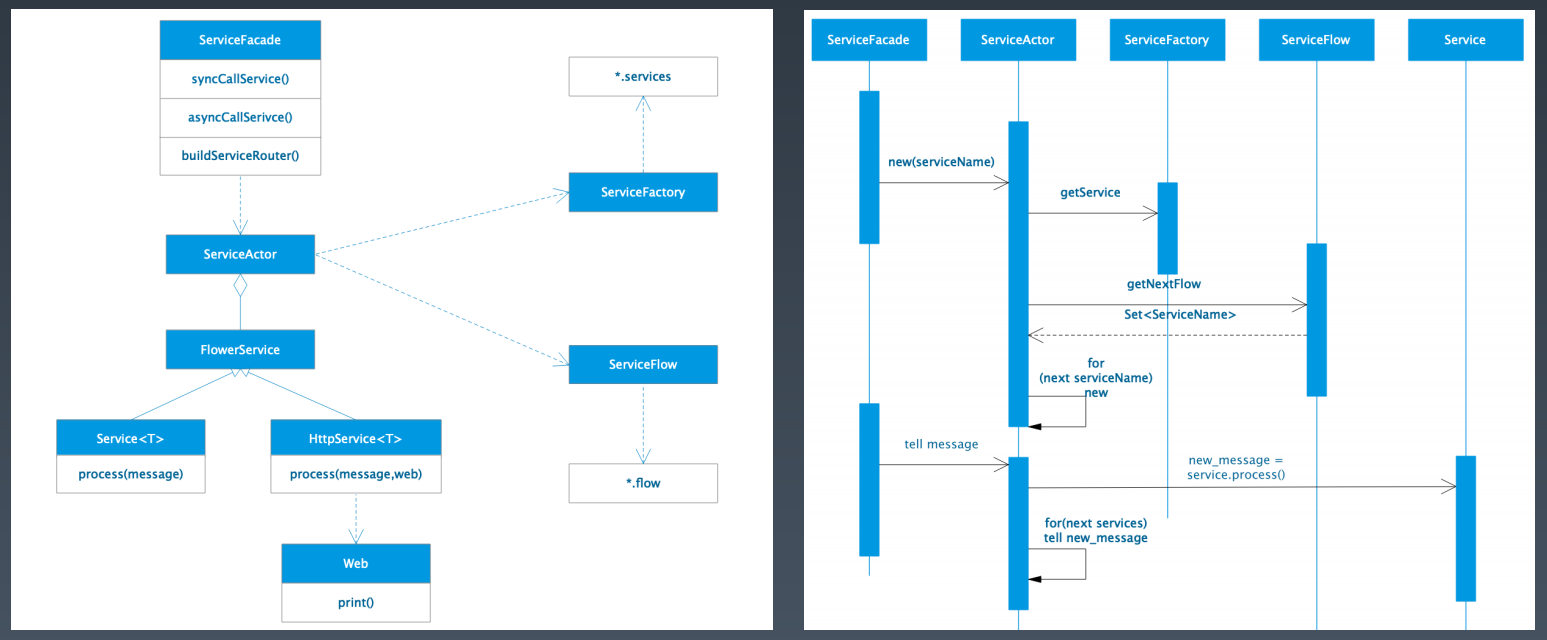 ServiceFacade
syncCallService()
asyncCallSerivce()
buildServiceRouter()
*.services
ServiceFactory
ServiceActor
FlowerService
ServiceFlow
Service<T>
process(message)
HttpService<T>
process(message,web)
*.flow
Web
print()
ServiceFacade
ServiceActor
ServiceFactory
ServiceFlow
Service
new(serviceName)
getService
getNextFlow
Set<ServiceName>
for
(next serviceName)
new
tell message
new_message =
service.process()
for(next services)
tell new_message